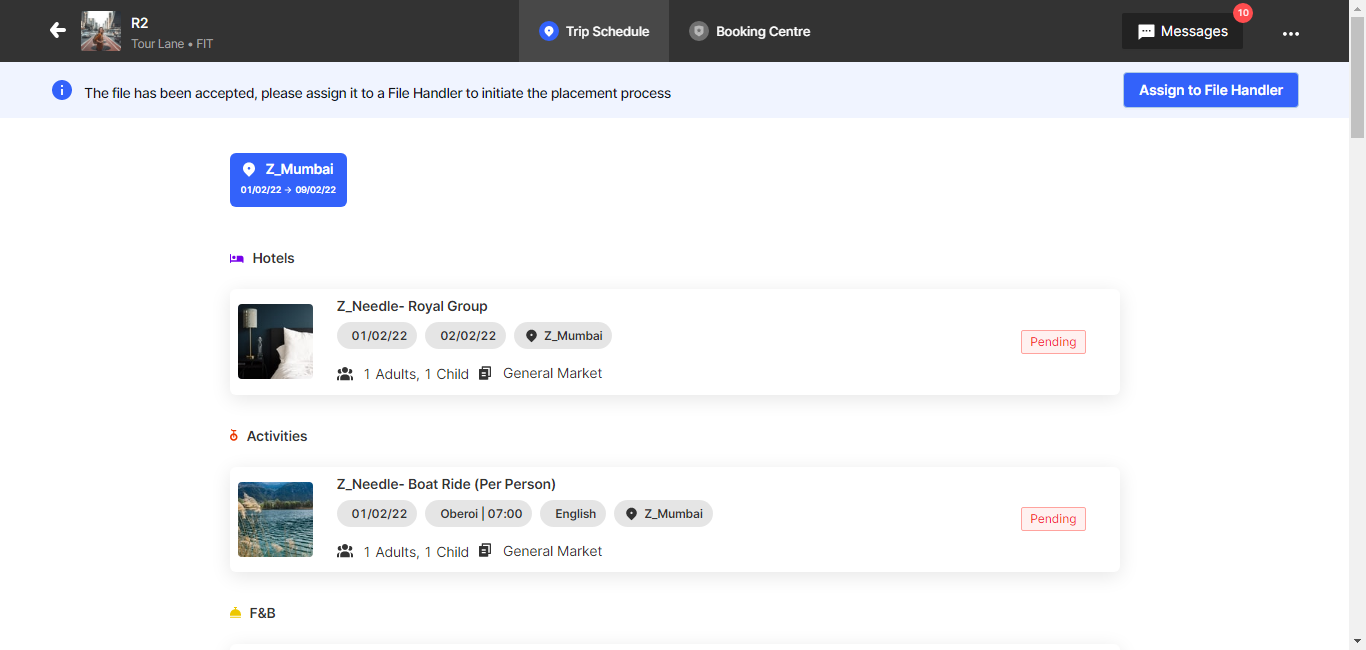 R2
Tour Lane • FIT
Trip Schedule
Booking Centre
Messages
10
The file has been accepted, please assign it to a File Handler to initiate the placement process
Assign to File Handler
Z_Mumbai
01/02/22 → 09/02/22
Hotels
Z_Needle- Royal Group
01/02/22 02/02/22 Z_Mumbai
1 Adults, 1 Child General Market
Pending
Activities
Z_Needle- Boat Ride (Per Person)
01/02/22 Oberoi | 07:00 English Z_Mumbai
1 Adults, 1 Child General Market
Pending
F&B